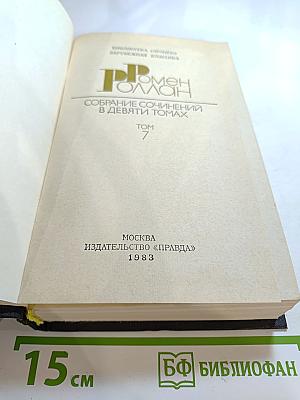 БИБЛИОТЕКА «ОГОНЕК»
ЗАРУБЕЖНАЯ КЛАССИКА
Ромен
Роллан
СОБРАНИЕ СОЧИНЕНИЙ
В ДЕВЯТИ ТОМАХ
ТОМ
7
МОСКВА
ИЗДАТЕЛЬСТВО «ПРАВДА»
1983
15 см
БФ БИБЛИОФАН